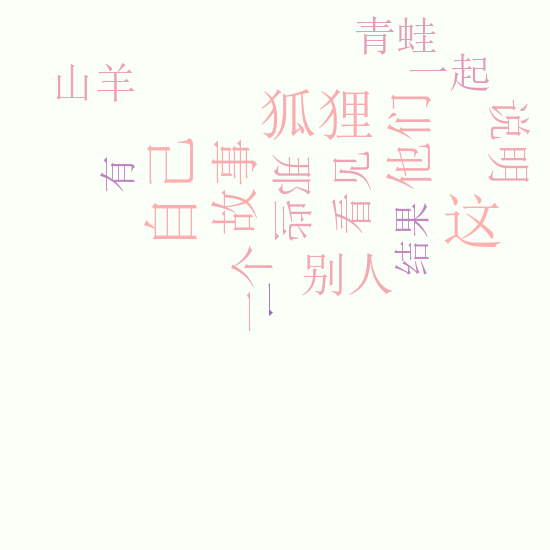 青蛙
一起
山羊
狐狸
他们
说明
自己
故事
那些
看见
有
这
结果
一个
别人